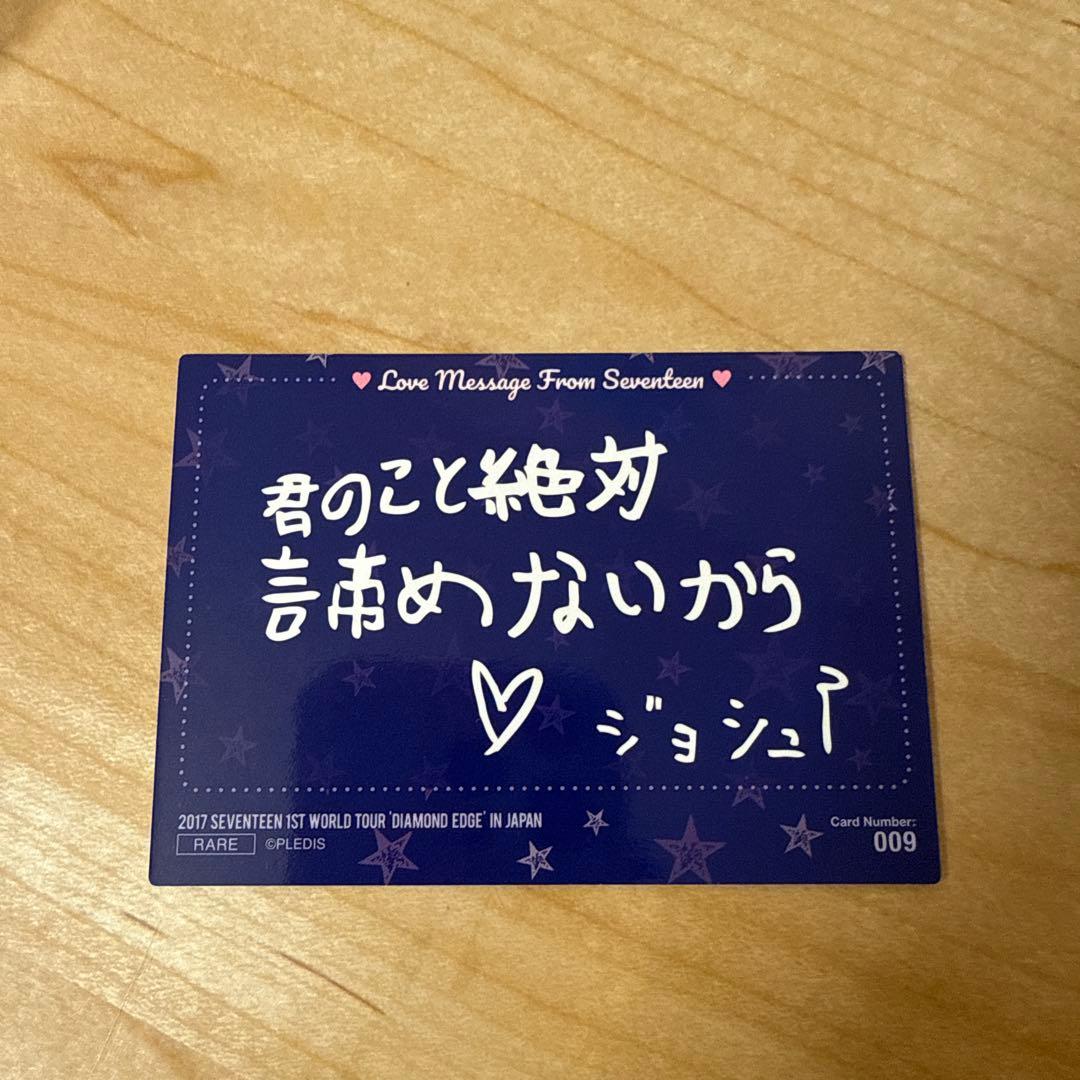 Love Message From Seventeen
君のこと絶対
諦めないから
♡ ジョシュア
2017 SEVENTEEN 1ST WORLD TOUR 'DIAMOND EDGE' IN JAPAN
RARE ©PLEDIS
Card Number:
009